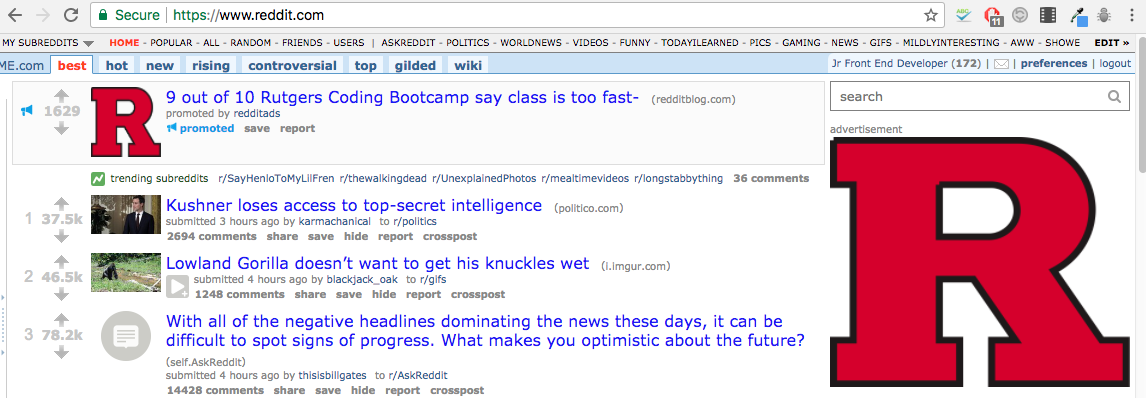 Secure https://www.reddit.com
ABC 11
MY SUBREDDITS HOME - POPULAR - ALL - RANDOM - FRIENDS - USERS | ASKREDDIT - POLITICS - WORLDNEWS - VIDEOS - FUNNY - TODAYILEARNED - PICS - GAMING - NEWS - GIFS - MILDLYINTERESTING - AWW - SHOWE EDIT »
ME.com best hot new rising controversial top gilded wiki
Jr Front End Developer (172) | | preferences | logout
1629
R
9 out of 10 Rutgers Coding Bootcamp say class is too fast- (redditblog.com)
promoted by redditads
promoted save report
search
advertisement
R
trending subreddits r/SayHenloToMyLilFren r/thewalkingdead r/UnexplainedPhotos r/mealtimevideos r/longstabbything 36 comments
1 37.5k
Kushner loses access to top-secret intelligence (politico.com)
submitted 3 hours ago by karmachanical to r/politics
2694 comments share save hide report crosspost
2 46.5k
Lowland Gorilla doesn’t want to get his knuckles wet (i.imgur.com)
submitted 4 hours ago by blackjack_oak to r/gifs
1248 comments share save hide report crosspost
3 78.2k
With all of the negative headlines dominating the news these days, it can be
difficult to spot signs of progress. What makes you optimistic about the future?
(self.AskReddit)
submitted 4 hours ago by thisisbillgates to r/AskReddit
14428 comments share save hide report crosspost